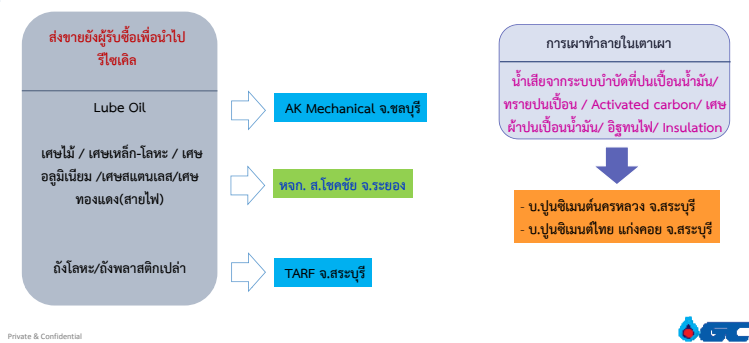 ส่งขายยังผู้รับซื้อเพื่อนำไป
รีไซเคิล
Lube Oil
AK Mechanical จ.ชลบุรี
เศษไม้ / เศษเหล็ก-โลหะ / เศษ
อลูมิเนียม /เศษสแตนเลส/เศษ
ทองแดง(สายไฟ)
หจก. ส.โชคชัย จ.ระยอง
ถังโลหะ/ถังพลาสติกเปล่า
TARF จ.สระบุรี
การเผาทำลายในเตาเผา
น้ำเสียจากระบบบำบัดที่ปนเปื้อนน้ำมัน/
ทรายปนเปื้อน / Activated carbon/ เศษ
ผ้าปนเปื้อนน้ำมัน/ อิฐทนไฟ/ Insulation
- บ.ปูนซิเมนต์นครหลวง จ.สระบุรี
- บ.ปูนซิเมนต์ไทย แก่งคอย จ.สระบุรี
Private & Confidential
GC